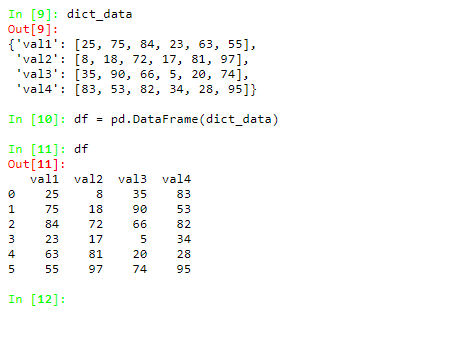 In [9]: dict_data
Out[9]:
{'val1': [25, 75, 84, 23, 63, 55],
 'val2': [8, 18, 72, 17, 81, 97],
 'val3': [35, 90, 66, 5, 20, 74],
 'val4': [83, 53, 82, 34, 28, 95]}

In [10]: df = pd.DataFrame(dict_data)

In [11]: df
Out[11]:
   val1  val2  val3  val4
0    25     8    35    83
1    75    18    90    53
2    84    72    66    82
3    23    17     5    34
4    63    81    20    28
5    55    97    74    95

In [12]: